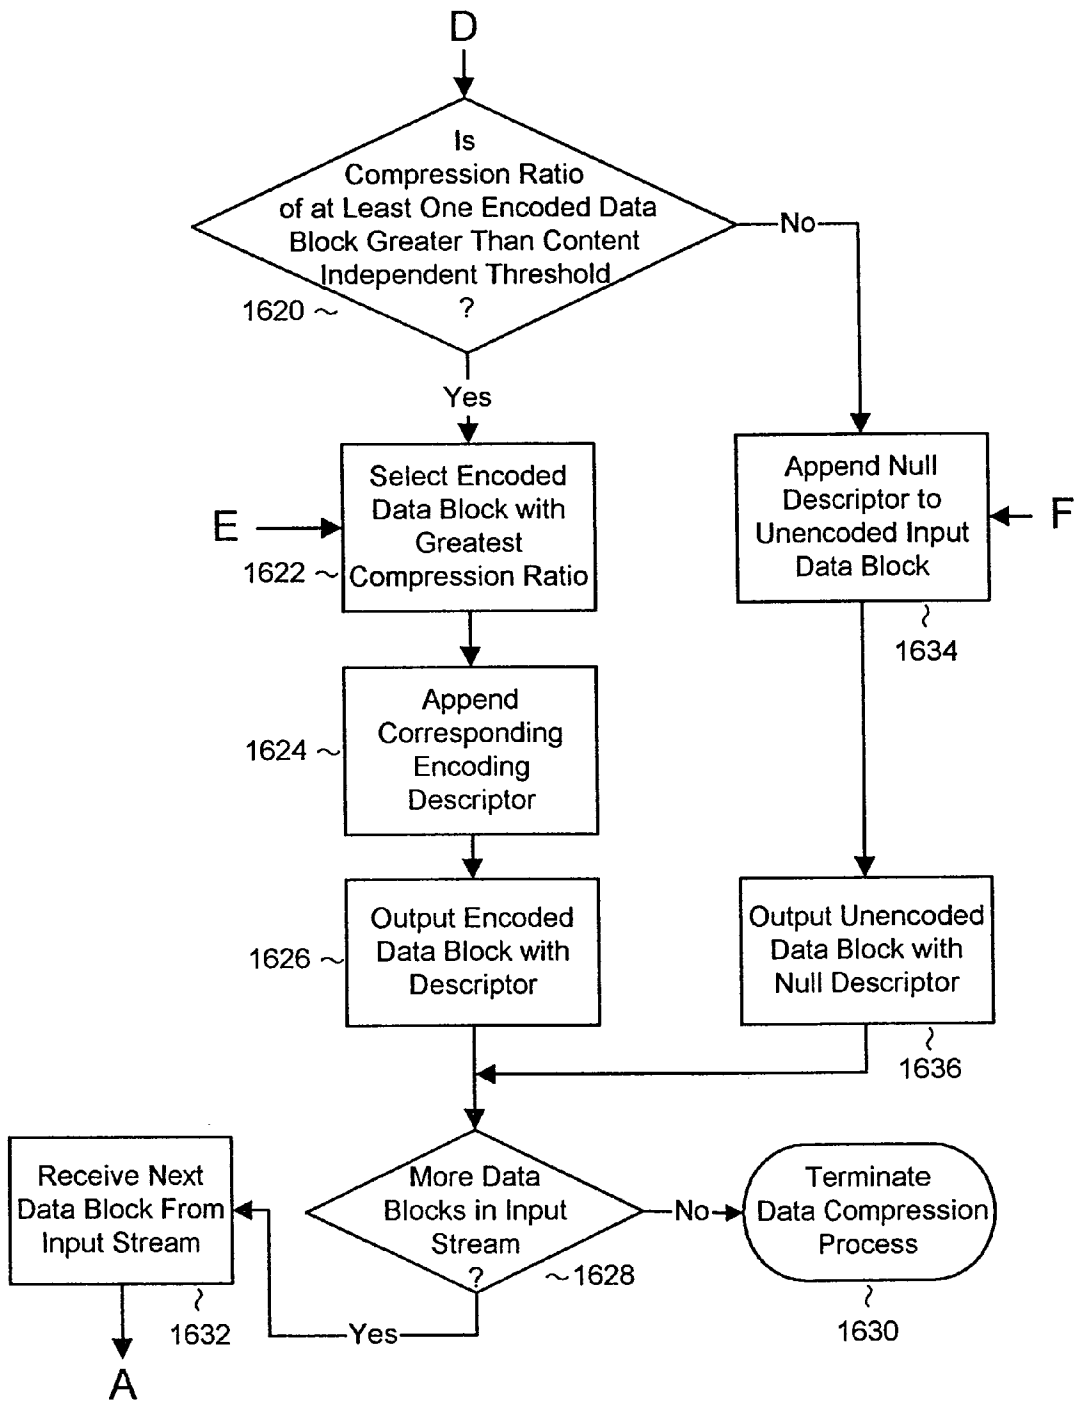 D
Is
Compression Ratio
of at Least One Encoded Data
Block Greater Than Content
Independent Threshold
?
1620
No
Yes
Select Encoded
Data Block with
Greatest
Compression Ratio
E
1622
Append Null
Descriptor to
Unencoded Input
Data Block
F
1634
Append
Corresponding
Encoding
Descriptor
1624
Output Encoded
Data Block with
Descriptor
1626
Output Unencoded
Data Block with
Null Descriptor
1636
More Data
Blocks in Input
Stream
?
1628
No
Terminate
Data Compression
Process
1630
Yes
Receive Next
Data Block From
Input Stream
1632
A